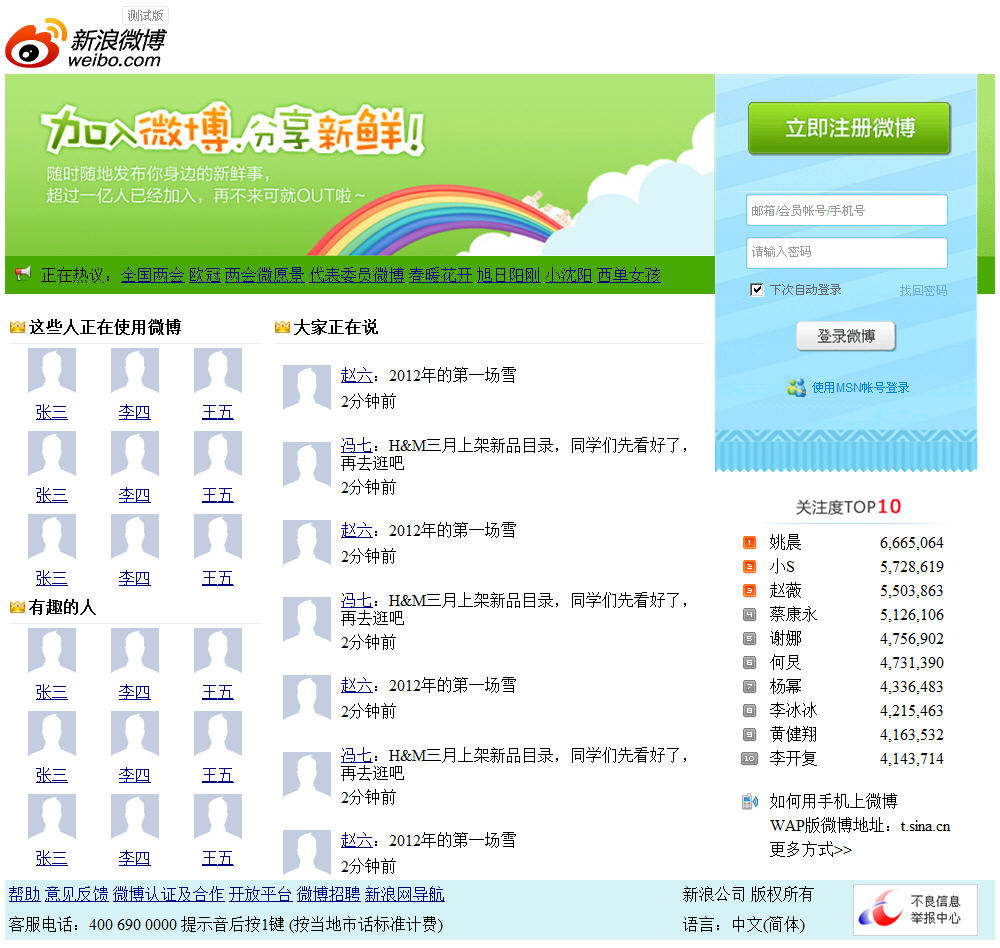 测试版
新浪微博
weibo.com
加入微博.分享新鲜!
随时随地发布你身边的新鲜事，
超过一亿人已经加入，再不来可就OUT啦～
正在热议：全国两会 欧冠 两会微愿景 代表委员微博 春暖花开 旭日阳刚 小沈阳 西单女孩
立即注册微博
邮箱/会员帐号/手机号
请输入密码
下次自动登录 找回密码
登录微博
使用MSN帐号登录
这些人正在使用微博
张三 李四 王五
张三 李四 王五
张三 李四 王五
有趣的人
张三 李四 王五
张三 李四 王五
张三 李四 王五
大家正在说
赵六：2012年的第一场雪
2分钟前
冯七：H&M三月上架新品目录，同学们先看好了，
再去逛吧
2分钟前
赵六：2012年的第一场雪
2分钟前
冯七：H&M三月上架新品目录，同学们先看好了，
再去逛吧
2分钟前
赵六：2012年的第一场雪
2分钟前
冯七：H&M三月上架新品目录，同学们先看好了，
再去逛吧
2分钟前
赵六：2012年的第一场雪
2分钟前
关注度TOP10
1 姚晨 6,665,064
2 小S 5,728,619
3 赵薇 5,503,863
4 蔡康永 5,126,106
5 谢娜 4,756,902
6 何炅 4,731,390
7 杨幂 4,336,483
8 李冰冰 4,215,463
9 黄健翔 4,163,532
10 李开复 4,143,714
如何用手机上微博
WAP版微博地址：t.sina.cn
更多方式>>
帮助 意见反馈 微博认证及合作 开放平台 微博招聘 新浪网导航
客服电话：400 690 0000 提示音后按1键 (按当地市话标准计费)
新浪公司 版权所有
语言：中文(简体)
不良信息
举报中心